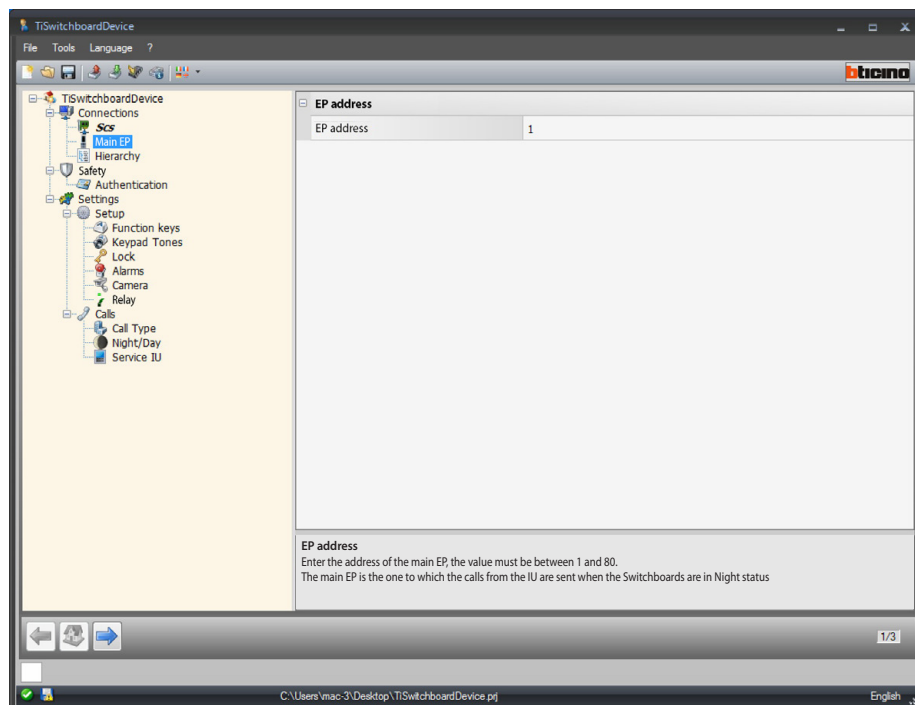 TiSwitchboardDevice
File Tools Language ?
bticino
TiSwitchboardDevice
Connections
Scs
Main EP
Hierarchy
Safety
Authentication
Settings
Setup
Function keys
Keypad Tones
Lock
Alarms
Camera
Relay
Calls
Call Type
Night/Day
Service IU
EP address
EP address 1
EP address
Enter the address of the main EP, the value must be between 1 and 80.
The main EP is the one to which the calls from the IU are sent when the Switchboards are in Night status
1/3
C:\Users\mac-3\Desktop\TiSwitchboardDevice.prj English